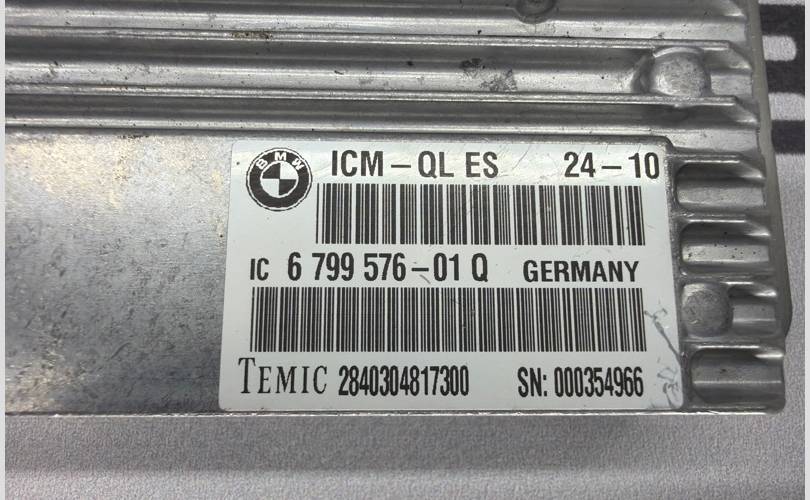 BMW
ICM – QL ES 24 – 10
IC 6 799 576 – 01 Q GERMANY
TEMIC 2840304817300 SN: 000354966